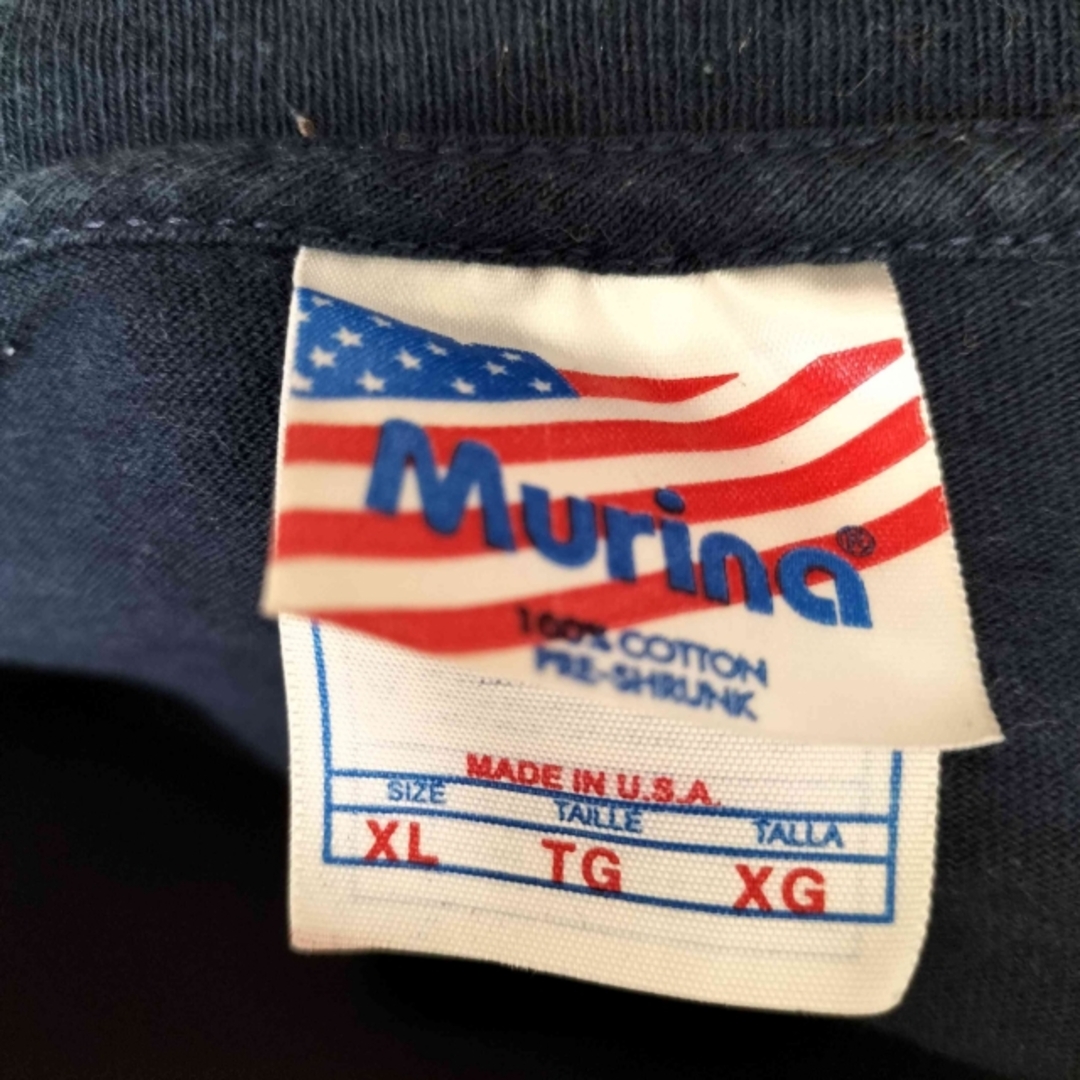 Murina®
100% COTTON
PRE-SHRUNK
MADE IN U.S.A.
SIZE TAILLE TALLA
XL TG XG